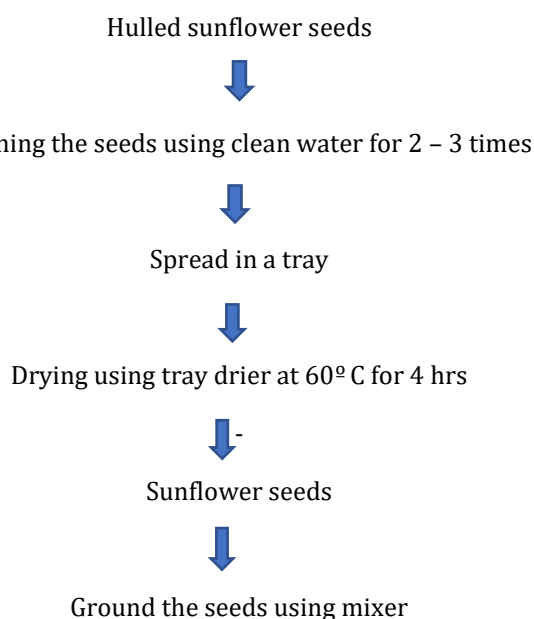 Hulled sunflower seeds
hing the seeds using clean water for 2 – 3 times
Spread in a tray
Drying using tray drier at 60º C for 4 hrs
-
Sunflower seeds
Ground the seeds using mixer